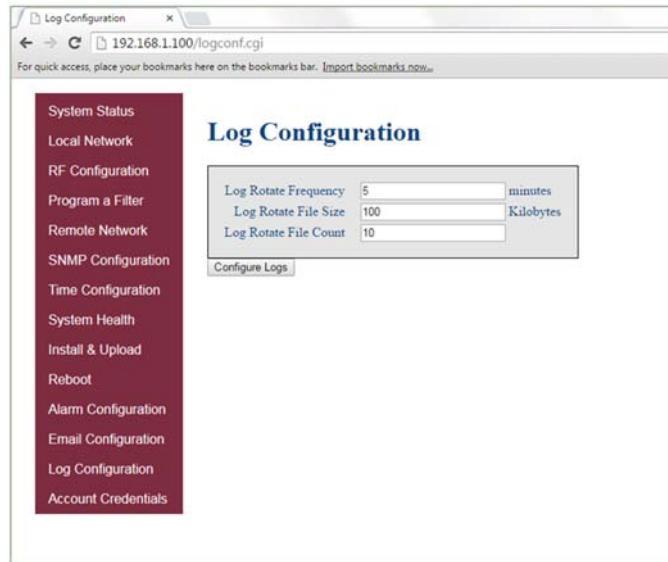 Log Configuration
192.168.1.100/logconf.cgi
For quick access, place your bookmarks here on the bookmarks bar. Import bookmarks now...
System Status
Local Network
RF Configuration
Program a Filter
Remote Network
SNMP Configuration
Time Configuration
System Health
Install & Upload
Reboot
Alarm Configuration
Email Configuration
Log Configuration
Account Credentials
Log Configuration
Log Rotate Frequency 5 minutes
Log Rotate File Size 100 Kilobytes
Log Rotate File Count 10
Configure Logs